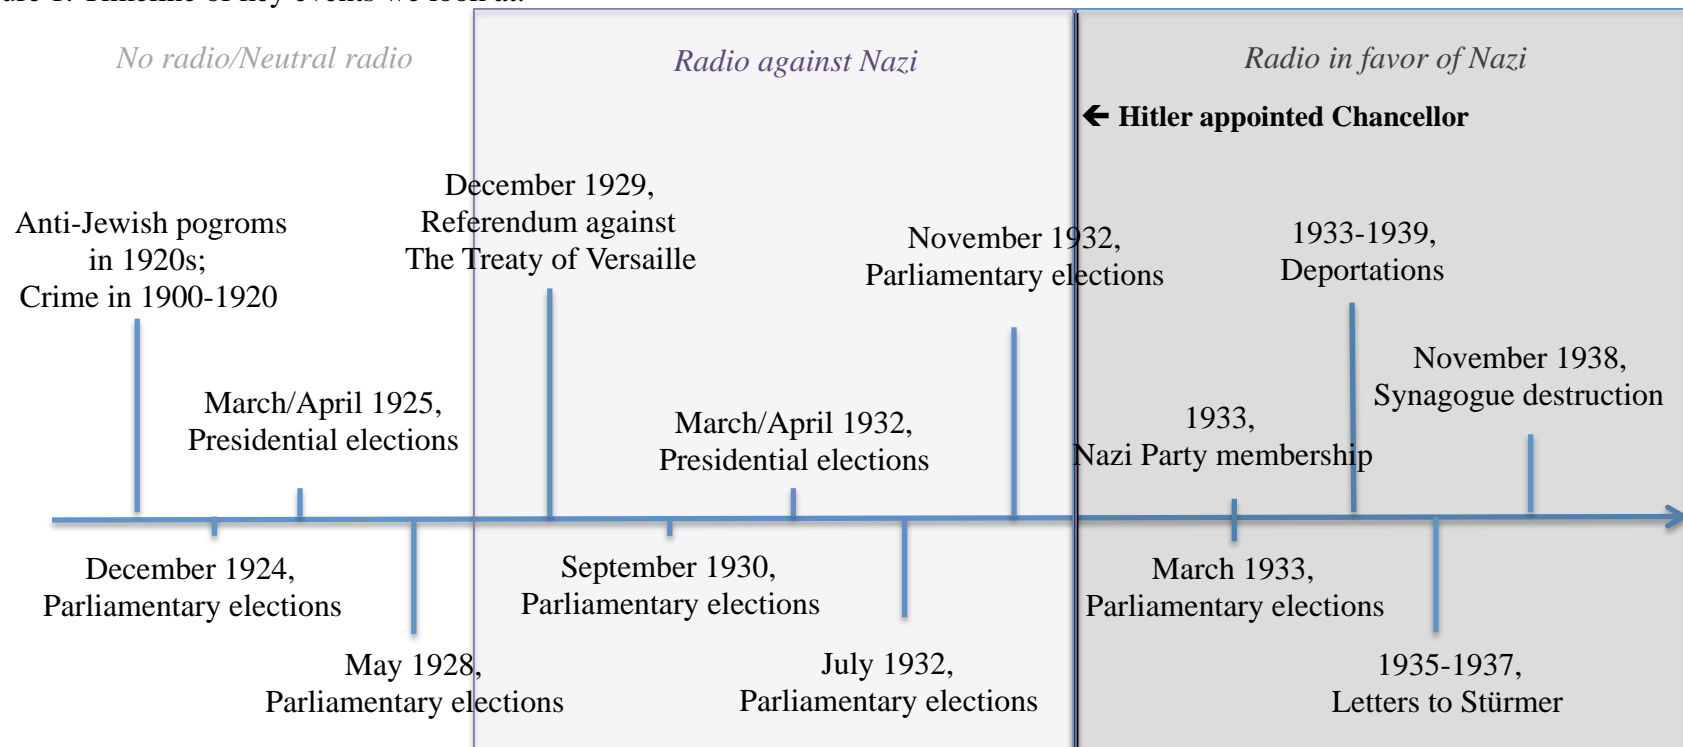 No radio/Neutral radio
Radio against Nazi
Radio in favor of Nazi
🡨 Hitler appointed Chancellor
Anti-Jewish pogroms
in 1920s;
Crime in 1900-1920
December 1929,
Referendum against
The Treaty of Versaille
November 1932,
Parliamentary elections
1933-1939,
Deportations
March/April 1925,
Presidential elections
March/April 1932,
Presidential elections
1933,
Nazi Party membership
November 1938,
Synagogue destruction
December 1924,
Parliamentary elections
September 1930,
Parliamentary elections
March 1933,
Parliamentary elections
May 1928,
Parliamentary elections
July 1932,
Parliamentary elections
1935-1937,
Letters to Stürmer